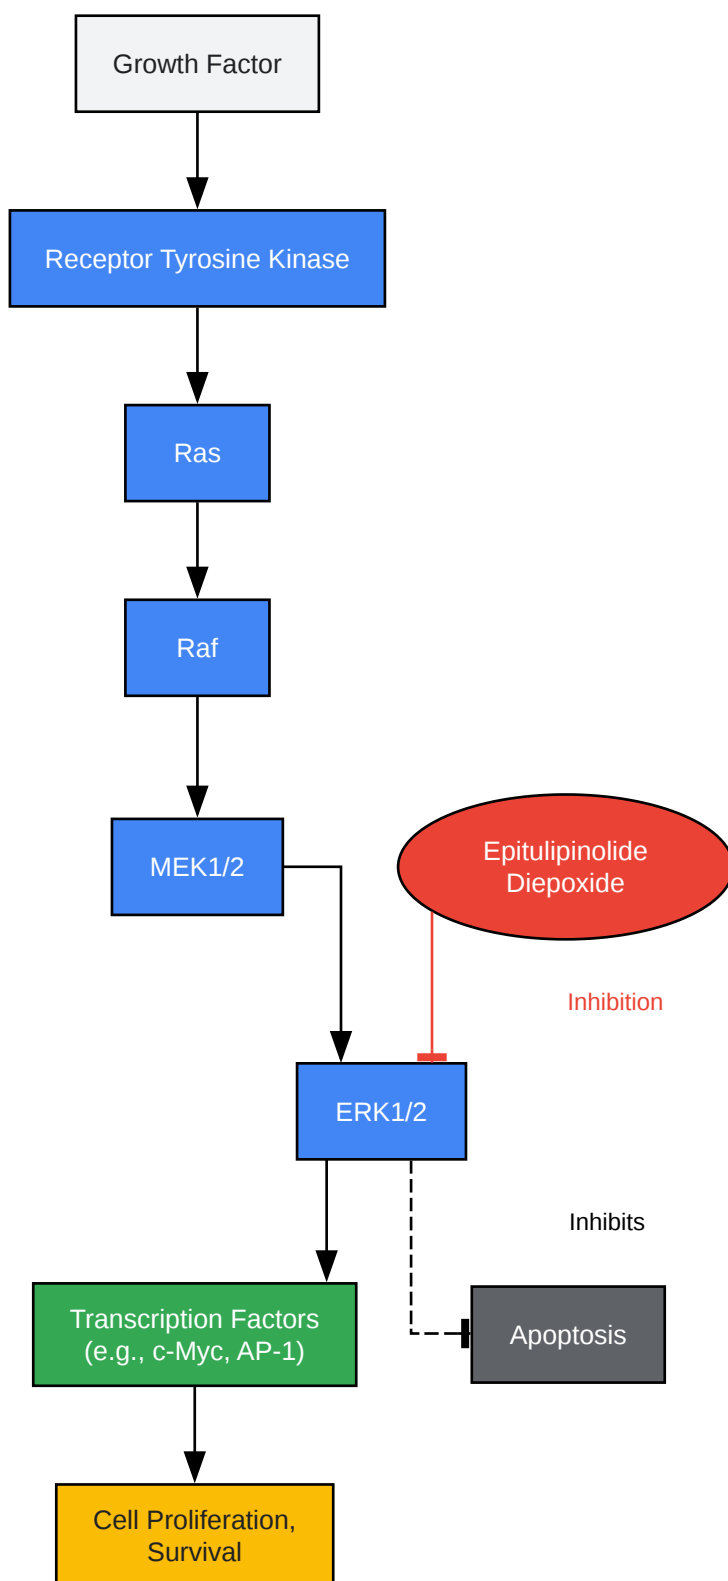 Growth Factor
Receptor Tyrosine Kinase
Ras
Raf
MEK1/2
Epitulipinolide
Diepoxide
Inhibition
ERK1/2
Inhibits
Transcription Factors
(e.g., c-Myc, AP-1)
Apoptosis
Cell Proliferation,
Survival